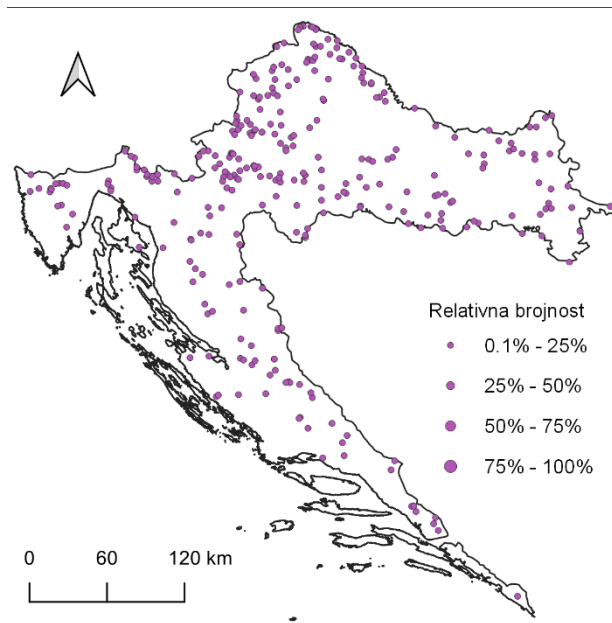 Relativna brojnost
0.1% - 25%
25% - 50%
50% - 75%
75% - 100%
0 60 120 km